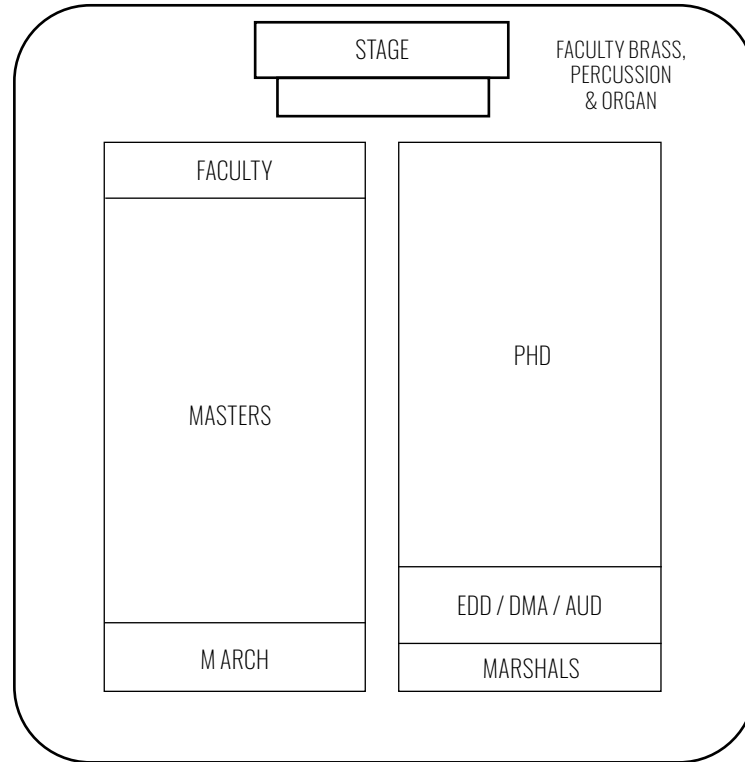 STAGE
FACULTY BRASS,
PERCUSSION
& ORGAN
FACULTY
MASTERS
M ARCH
PHD
EDD / DMA / AUD
MARSHALS